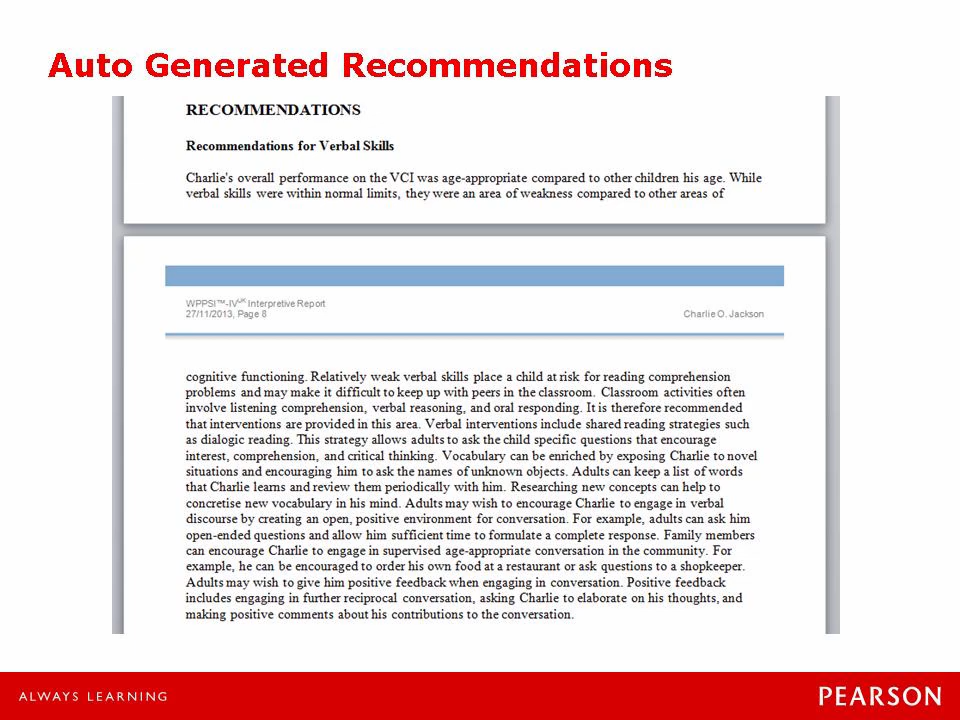 Auto Generated Recommendations
RECOMMENDATIONS
Recommendations for Verbal Skills
Charlie's overall performance on the VCI was age-appropriate compared to other children his age. While
verbal skills were within normal limits, they were an area of weakness compared to other areas of
WPPSI™-IVUK Interpretive Report
27/11/2013, Page 8
Charlie O. Jackson
cognitive functioning. Relatively weak verbal skills place a child at risk for reading comprehension
problems and may make it difficult to keep up with peers in the classroom. Classroom activities often
involve listening comprehension, verbal reasoning, and oral responding. It is therefore recommended
that interventions are provided in this area. Verbal interventions include shared reading strategies such
as dialogic reading. This strategy allows adults to ask the child specific questions that encourage
interest, comprehension, and critical thinking. Vocabulary can be enriched by exposing Charlie to novel
situations and encouraging him to ask the names of unknown objects. Adults can keep a list of words
that Charlie learns and review them periodically with him. Researching new concepts can help to
concretise new vocabulary in his mind. Adults may wish to encourage Charlie to engage in verbal
discourse by creating an open, positive environment for conversation. For example, adults can ask him
open-ended questions and allow him sufficient time to formulate a complete response. Family members
can encourage Charlie to engage in supervised age-appropriate conversation in the community. For
example, he can be encouraged to order his own food at a restaurant or ask questions to a shopkeeper.
Adults may wish to give him positive feedback when engaging in conversation. Positive feedback
includes engaging in further reciprocal conversation, asking Charlie to elaborate on his thoughts, and
making positive comments about his contributions to the conversation.
ALWAYS LEARNING
PEARSON